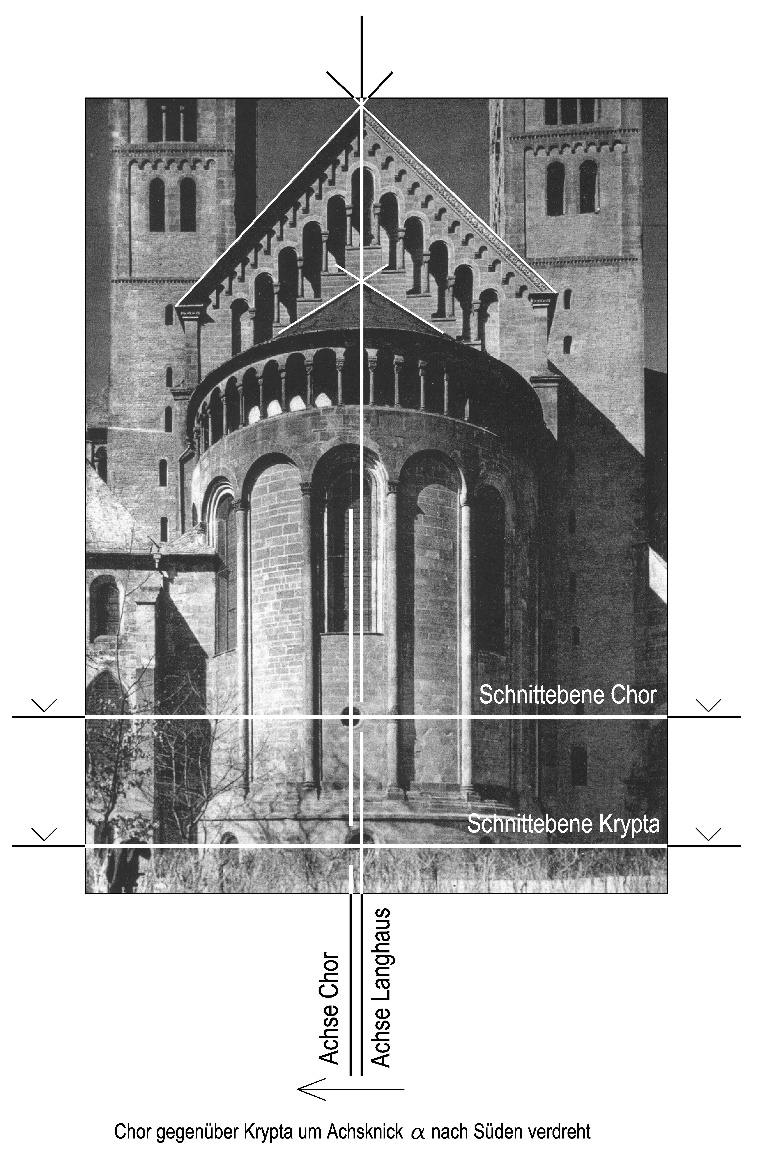 Schnittebene Chor
Schnittebene Krypta
Achse Chor
Achse Langhaus
Chor gegenüber Krypta um Achsknick α nach Süden verdreht